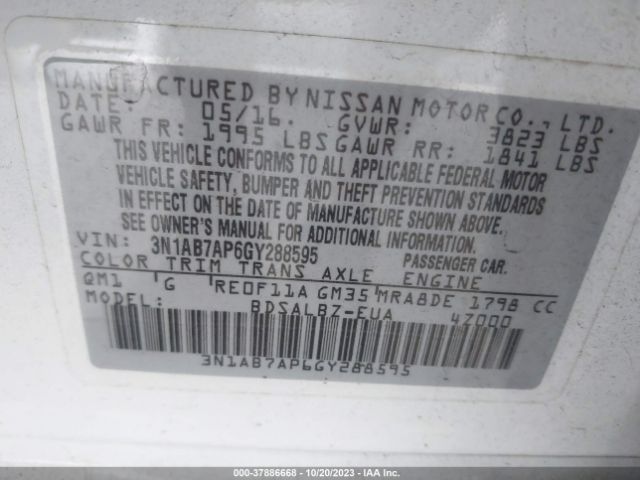 MANUFACTURED BY NISSAN MOTOR CO., LTD.
DATE: 05/16. GVWR: 3823 LBS
GAWR FR: 1995 LBS GAWR RR: 1841 LBS
THIS VEHICLE CONFORMS TO ALL APPLICABLE FEDERAL MOTOR
VEHICLE SAFETY, BUMPER AND THEFT PREVENTION STANDARDS
IN EFFECT ON THE DATE OF MANUFACTURE SHOWN ABOVE.
SEE OWNER'S MANUAL FOR ADDITIONAL INFORMATION.
VIN: 3N1AB7AP6GY288595 PASSENGER CAR.
COLOR TRIM TRANS AXLE ENGINE
QM1 G RE0F11A GM35 MRA8DE 1798 CC
MODEL: BDSALBZ-EUA 47000
3N1AB7AP6GY288595
000-37886668 | 10/20/2023 | IAA Inc.